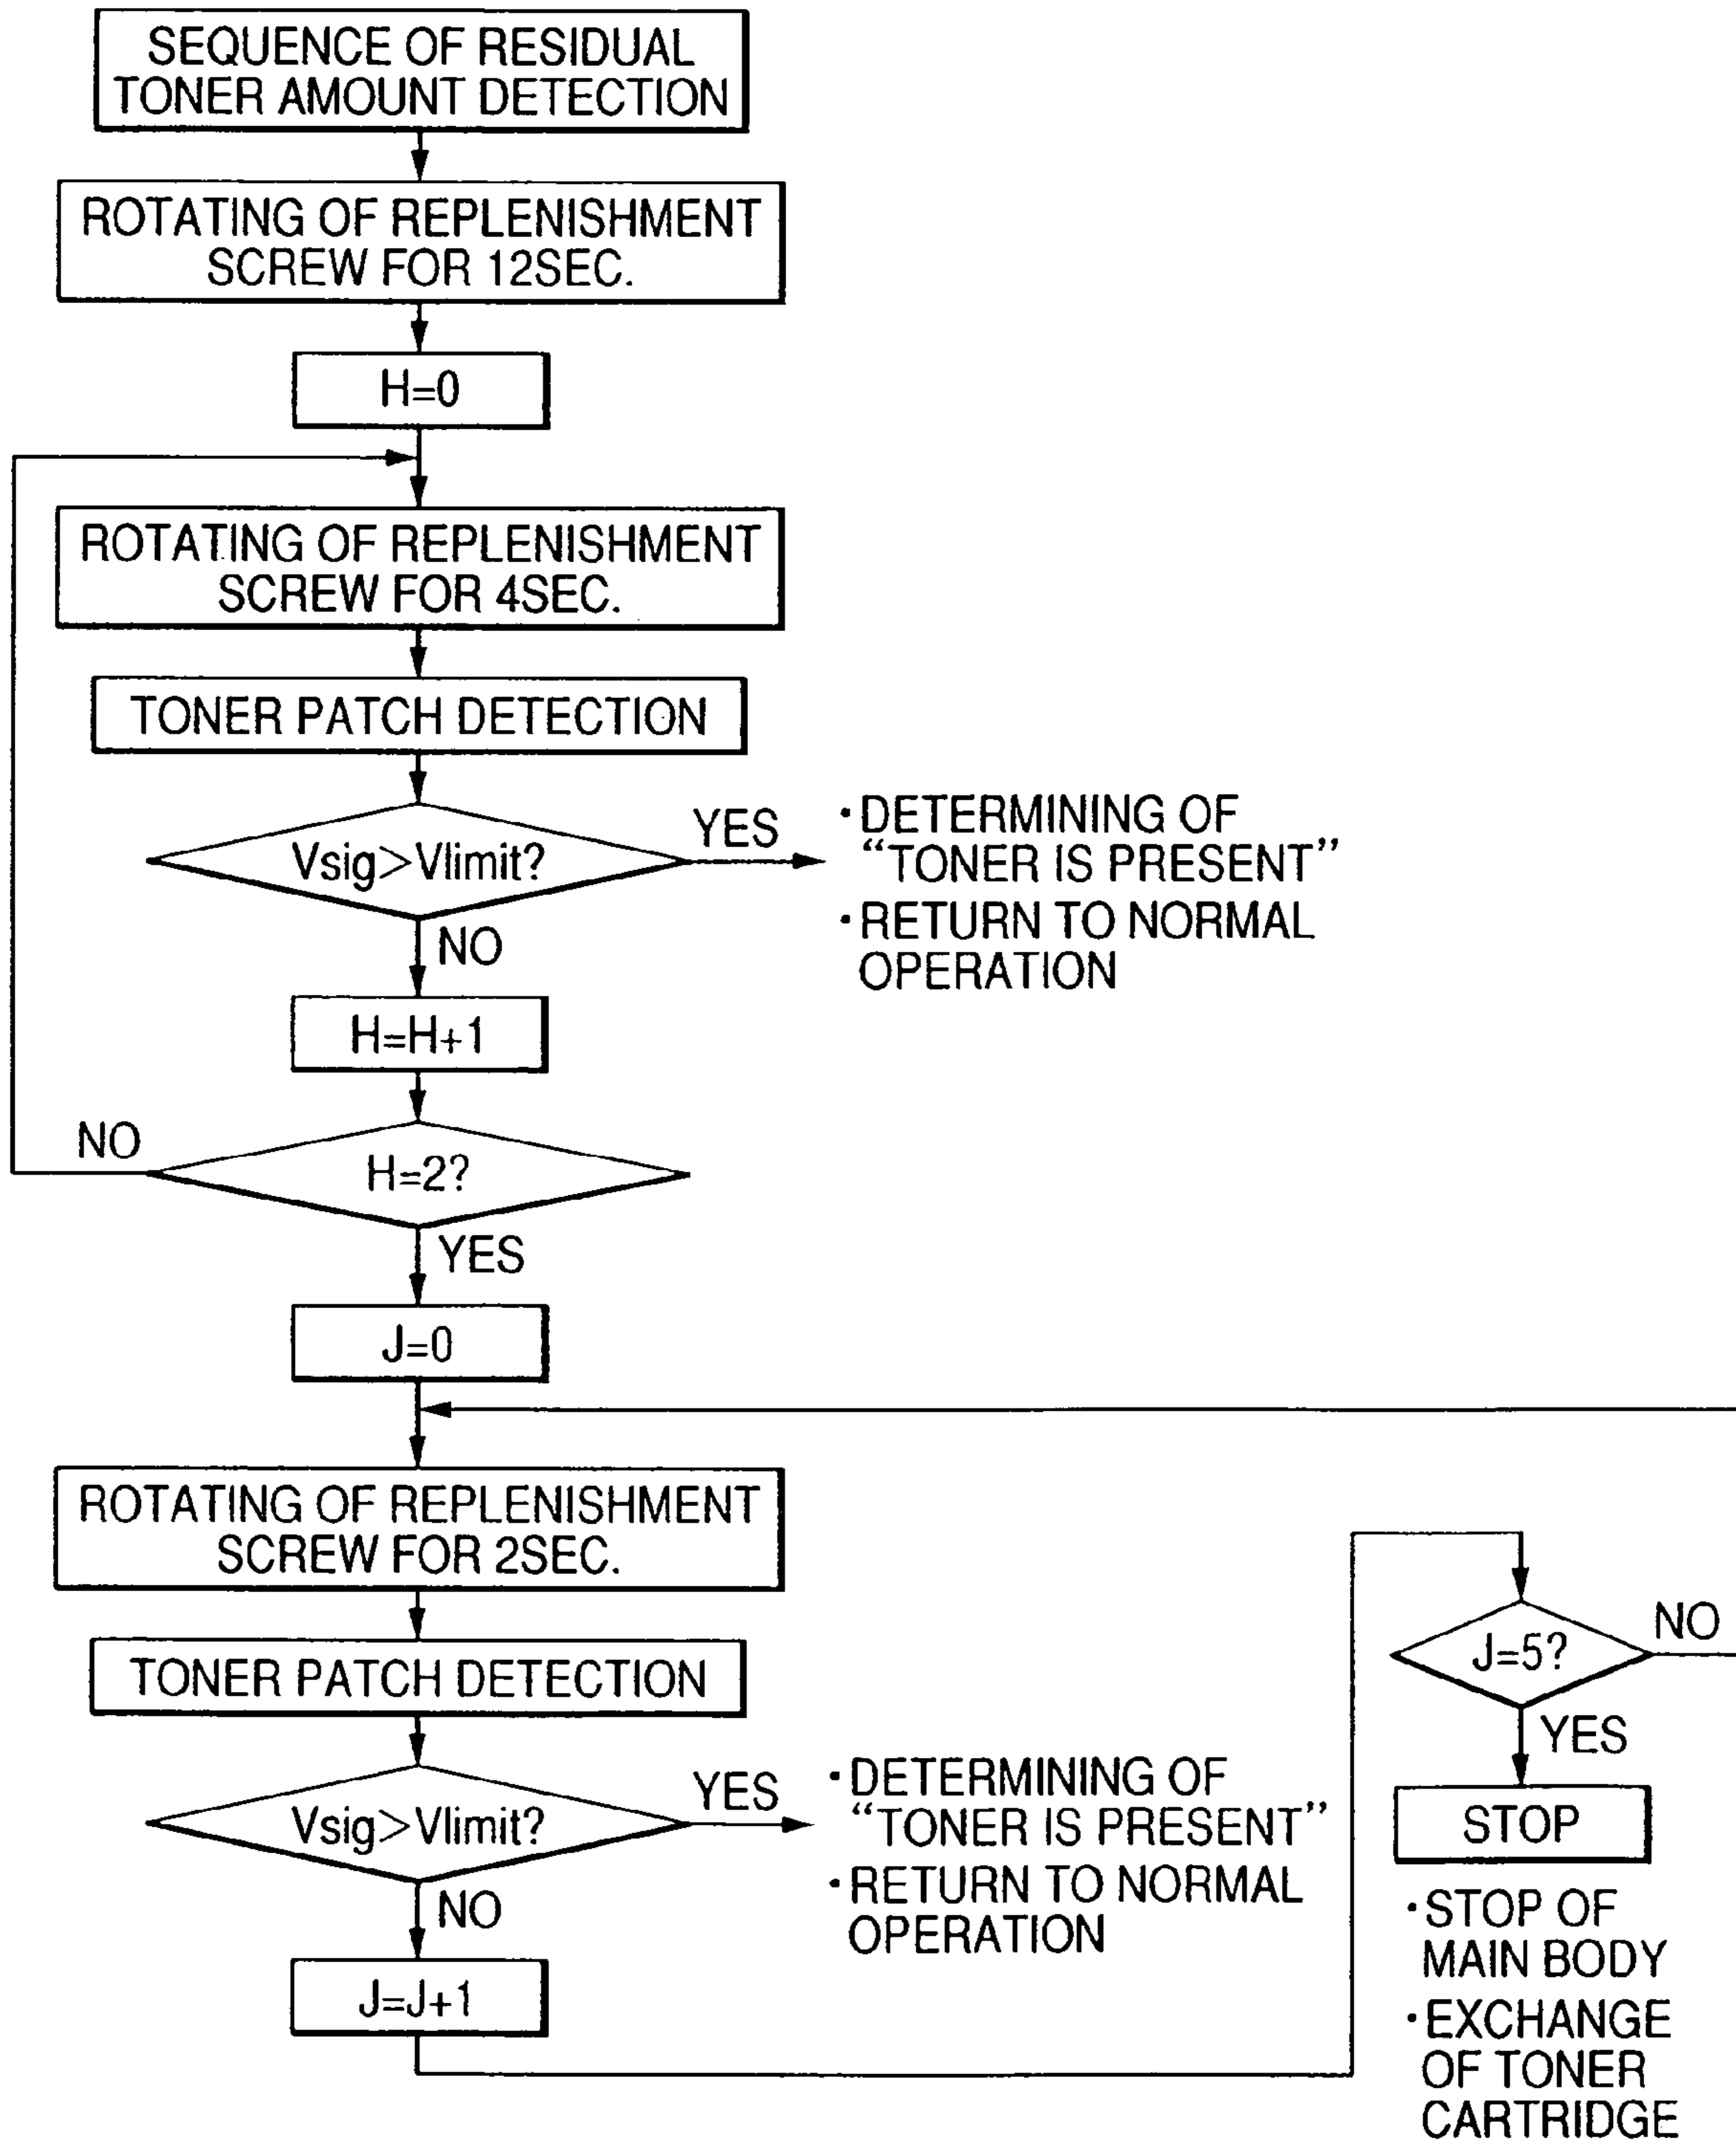 SEQUENCE OF RESIDUAL
TONER AMOUNT DETECTION
ROTATING OF REPLENISHMENT
SCREW FOR 12SEC.
H=0
ROTATING OF REPLENISHMENT
SCREW FOR 4SEC.
TONER PATCH DETECTION
Vsig>Vlimit?
YES
・DETERMINING OF
“TONER IS PRESENT”
・RETURN TO NORMAL
OPERATION
NO
H=H+1
H=2?
NO
YES
J=0
ROTATING OF REPLENISHMENT
SCREW FOR 2SEC.
TONER PATCH DETECTION
Vsig>Vlimit?
YES
・DETERMINING OF
“TONER IS PRESENT”
・RETURN TO NORMAL
OPERATION
NO
J=J+1
J=5?
NO
YES
STOP
・STOP OF
MAIN BODY
・EXCHANGE
OF TONER
CARTRIDGE